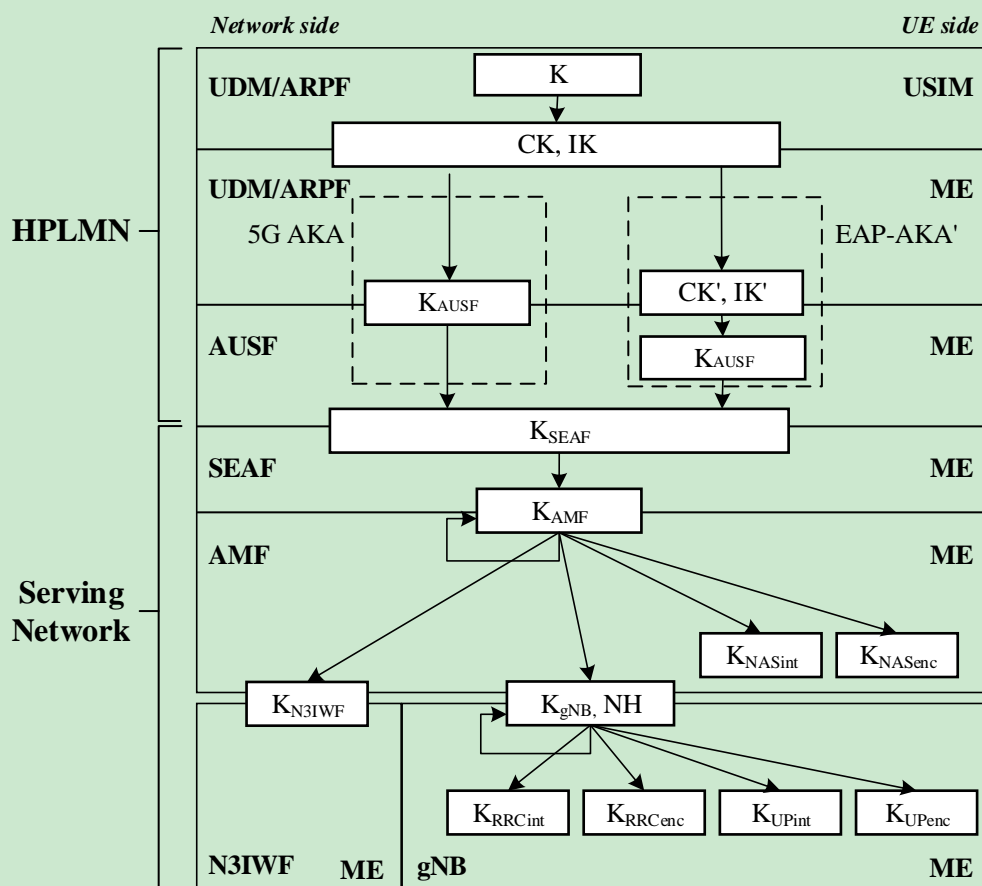 Network side
UE side
UDM/ARPF
K
USIM
CK, IK
UDM/ARPF
ME
HPLMN
5G AKA
EAP-AKA'
KAUSF
CK', IK'
AUSF
KAUSF
ME
KSEAF
SEAF
ME
KAMF
AMF
ME
Serving
Network
KNASint
KNASenc
KN3IWF
KgNB, NH
KRRCint
KRRCenc
KUPint
KUPenc
N3IWF
ME
gNB
ME